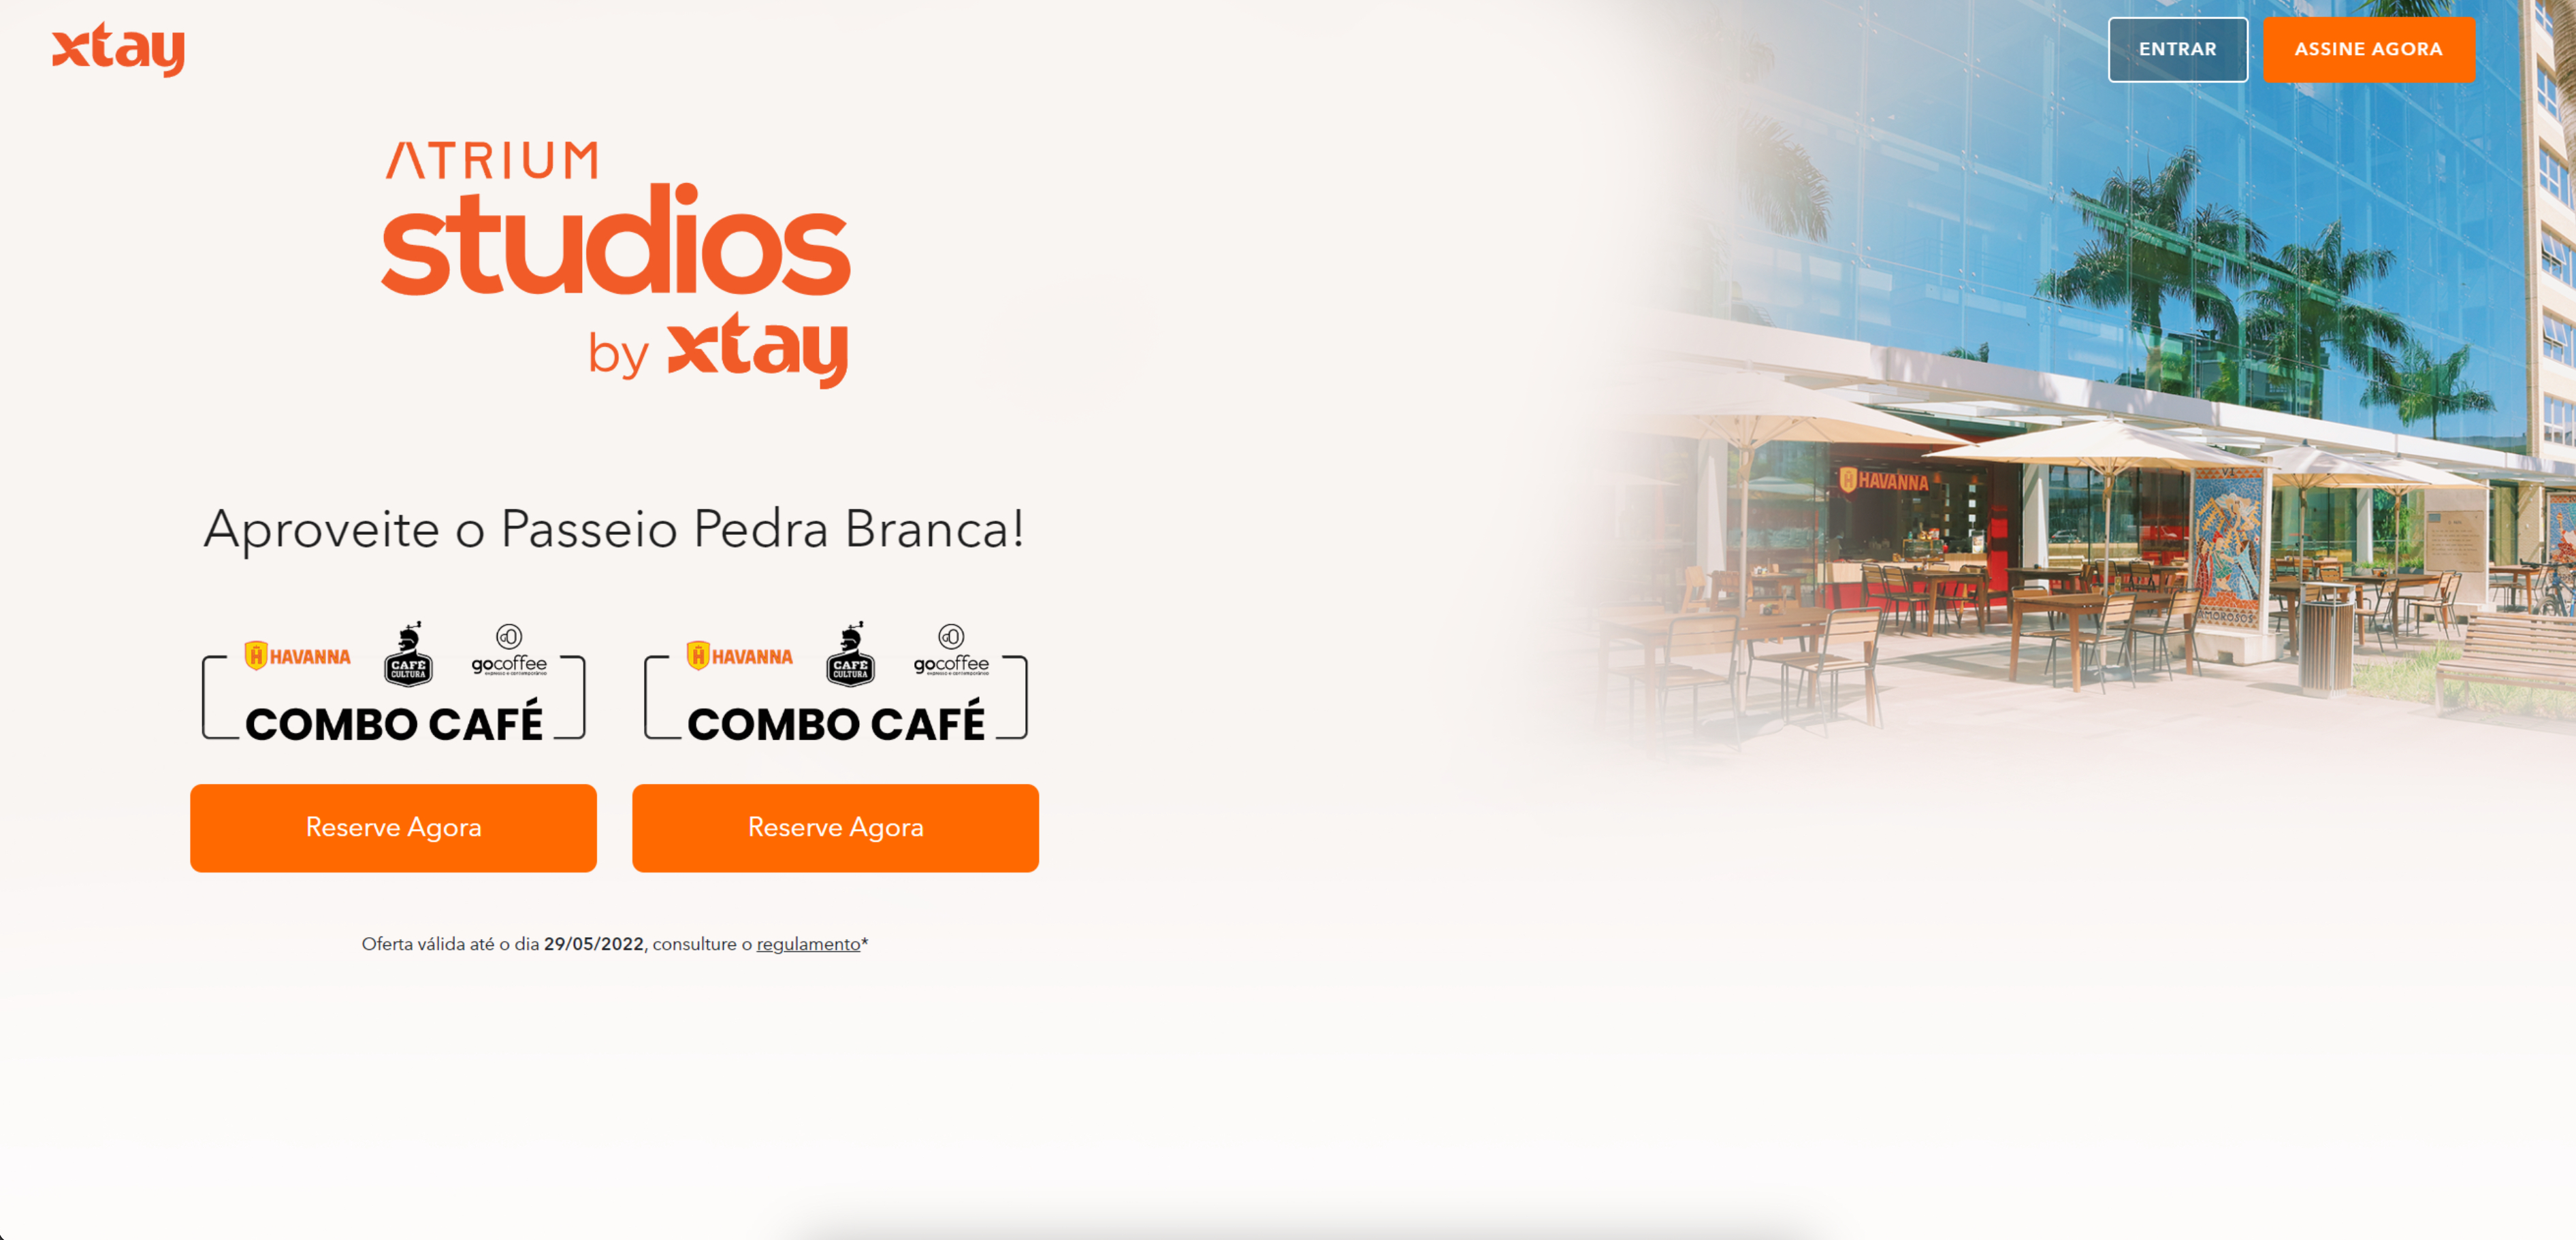 xtay
ENTRAR
ASSINE AGORA
ATRIUM
studios
by xtay
HAVANNA
Aproveite o Passeio Pedra Branca!
HAVANNA
CAFÉ CULTURA
gocoffee
COMBO CAFÉ
HAVANNA
CAFÉ CULTURA
gocoffee
COMBO CAFÉ
Reserve Agora
Reserve Agora
Oferta válida até o dia 29/05/2022, consulture o regulamento*